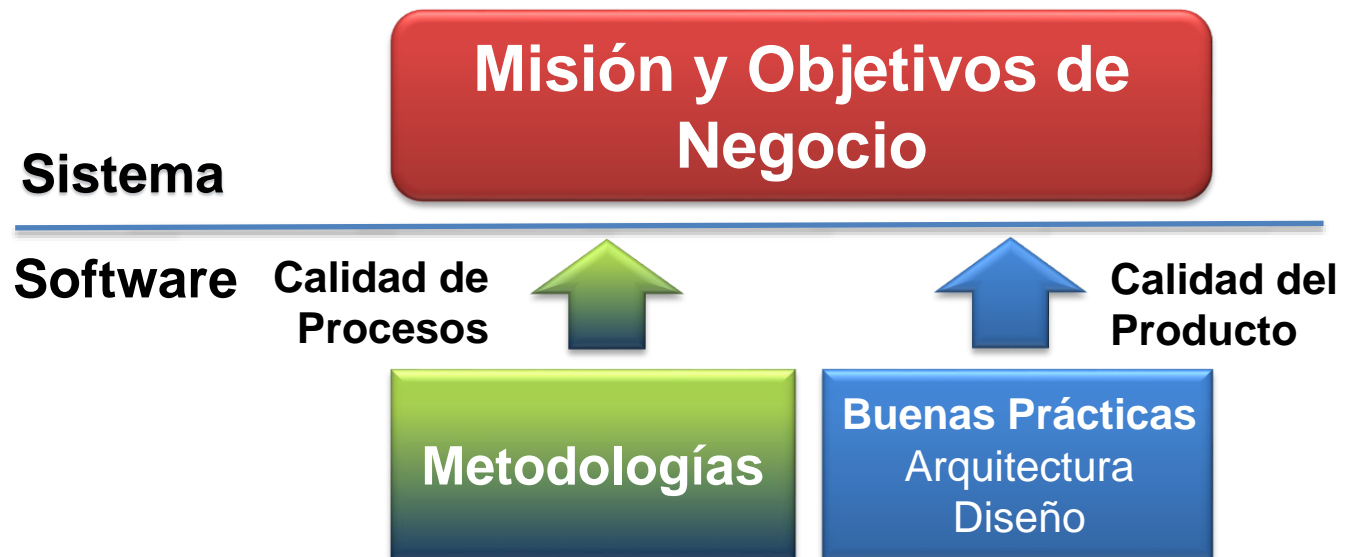 Misión y Objetivos de
Negocio
Sistema
Software
Calidad de
Procesos
Calidad del
Producto
Metodologías
Buenas Prácticas
Arquitectura
Diseño